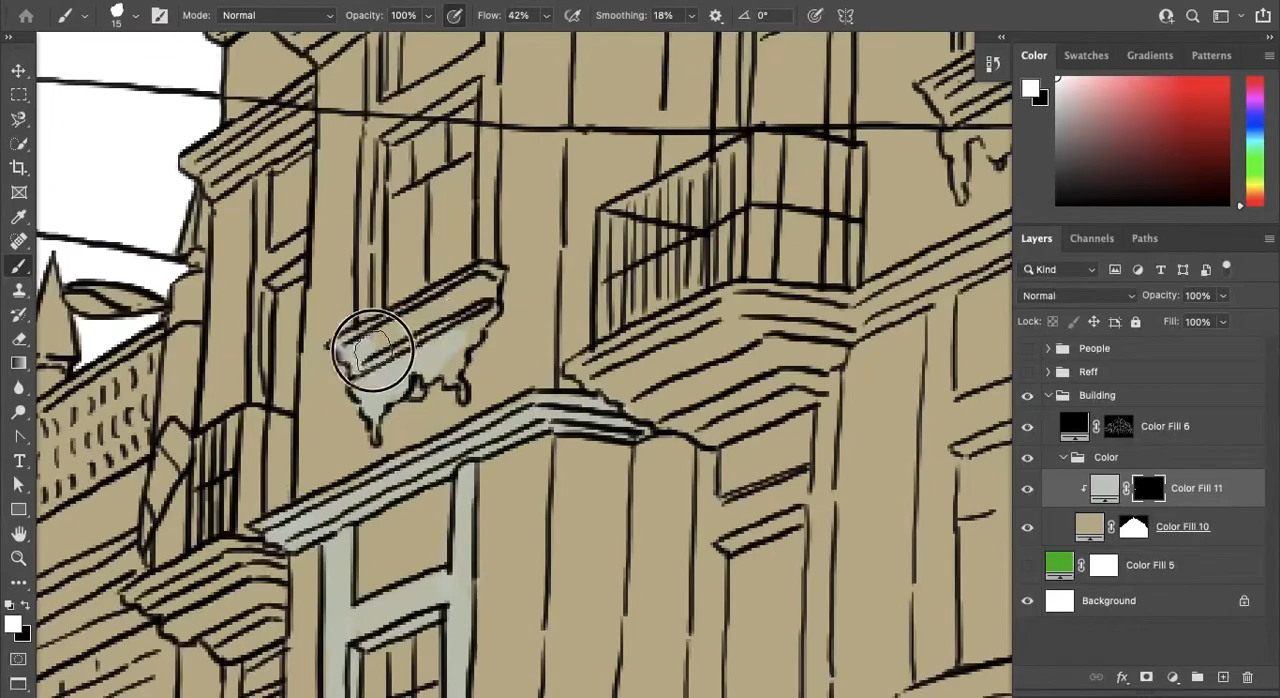 15 Mode: Normal Opacity: 100% Flow: 42% Smoothing: 18% 0°
Color Swatches Gradients Patterns
Layers Channels Paths
Kind
Normal Opacity: 100%
Lock: Fill: 100%
People
Reff
Building
Color Fill 6
Color
Color Fill 11
Color Fill 10
Color Fill 5
Background
fx